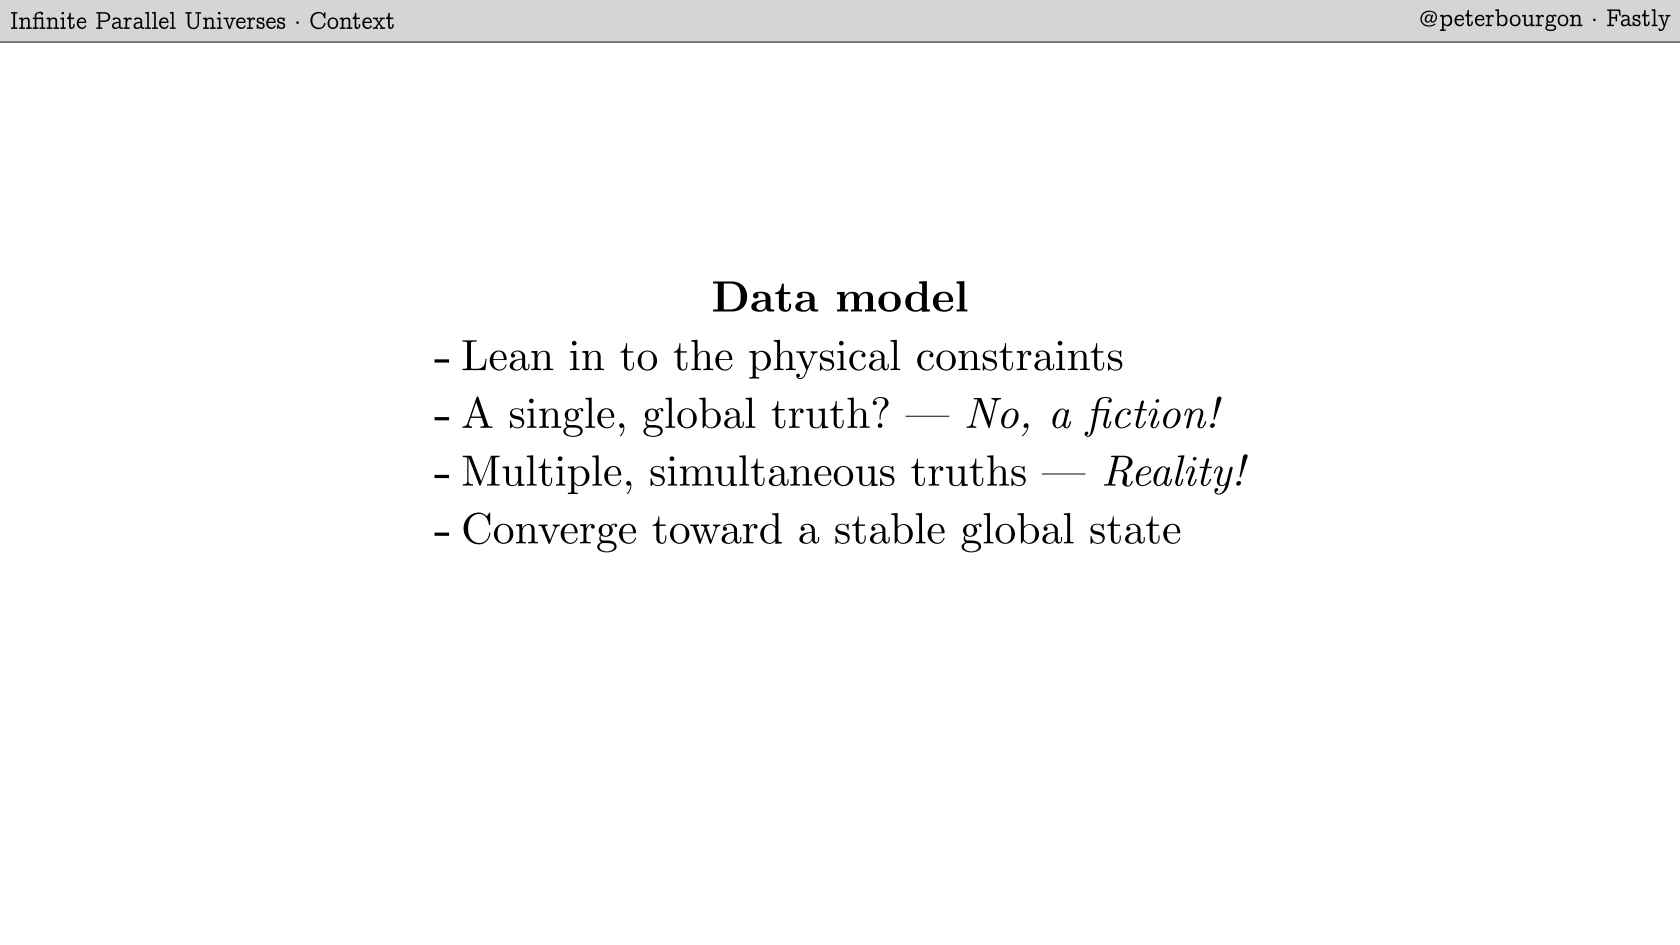 Infinite Parallel Universes · Context
@peterbourgon · Fastly
Data model
- Lean in to the physical constraints
- A single, global truth? — No, a fiction!
- Multiple, simultaneous truths — Reality!
- Converge toward a stable global state